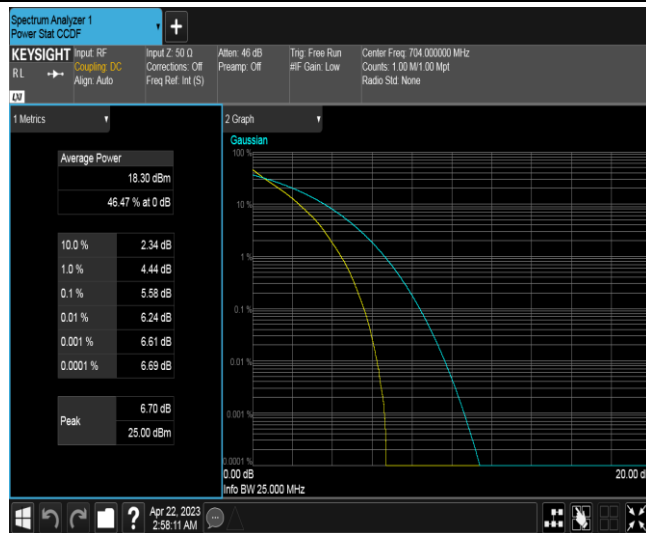 Spectrum Analyzer 1
Power Stat CCDF
+
KEYSIGHT
RL
LXI
Input: RF
Coupling: DC
Align: Auto
Input Z: 50 Ω
Corrections: Off
Freq Ref: Int (S)
Atten: 46 dB
Preamp: Off
Trig: Free Run
#IF Gain: Low
Center Freq: 704.000000 MHz
Counts: 1.00 M/1.00 Mpt
Radio Std: None
1 Metrics
Average Power
18.30 dBm
46.47 % at 0 dB
10.0 % 2.34 dB
1.0 % 4.44 dB
0.1 % 5.58 dB
0.01 % 6.24 dB
0.001 % 6.61 dB
0.0001 % 6.69 dB
Peak
6.70 dB
25.00 dBm
2 Graph
Gaussian
100 %
10 %
1 %
0.1 %
0.01 %
0.001 %
0.0001 %
0.00 dB
20.00 d
Info BW 25.000 MHz
?
Apr 22, 2023
2:58:11 AM